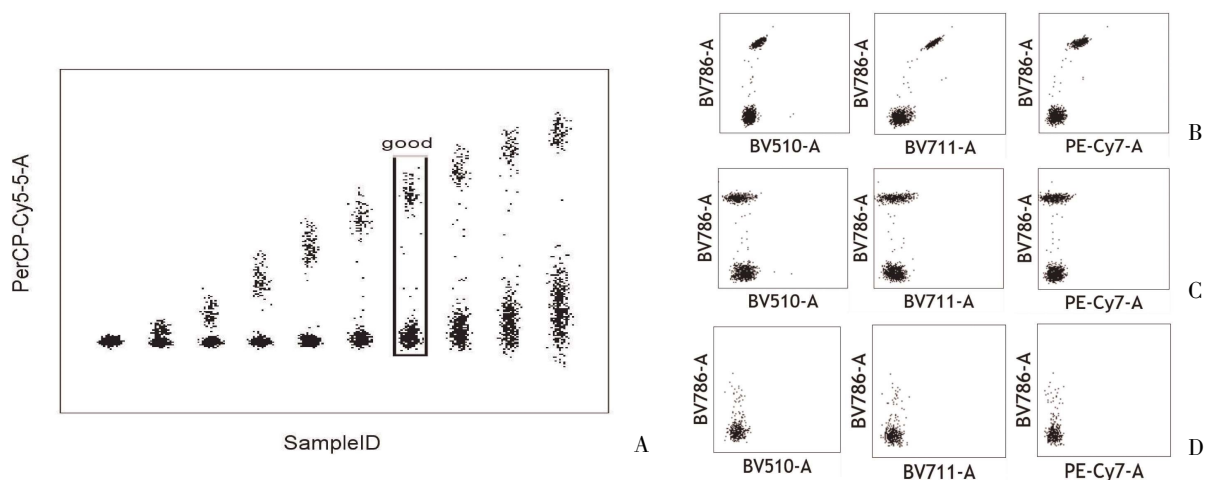 good
PerCP-Cy5-5-A
SampleID
A
BV786-A
BV786-A
BV786-A
BV510-A
BV711-A
PE-Cy7-A
B
BV786-A
BV786-A
BV786-A
BV510-A
BV711-A
PE-Cy7-A
C
BV786-A
BV786-A
BV786-A
BV510-A
BV711-A
PE-Cy7-A
D